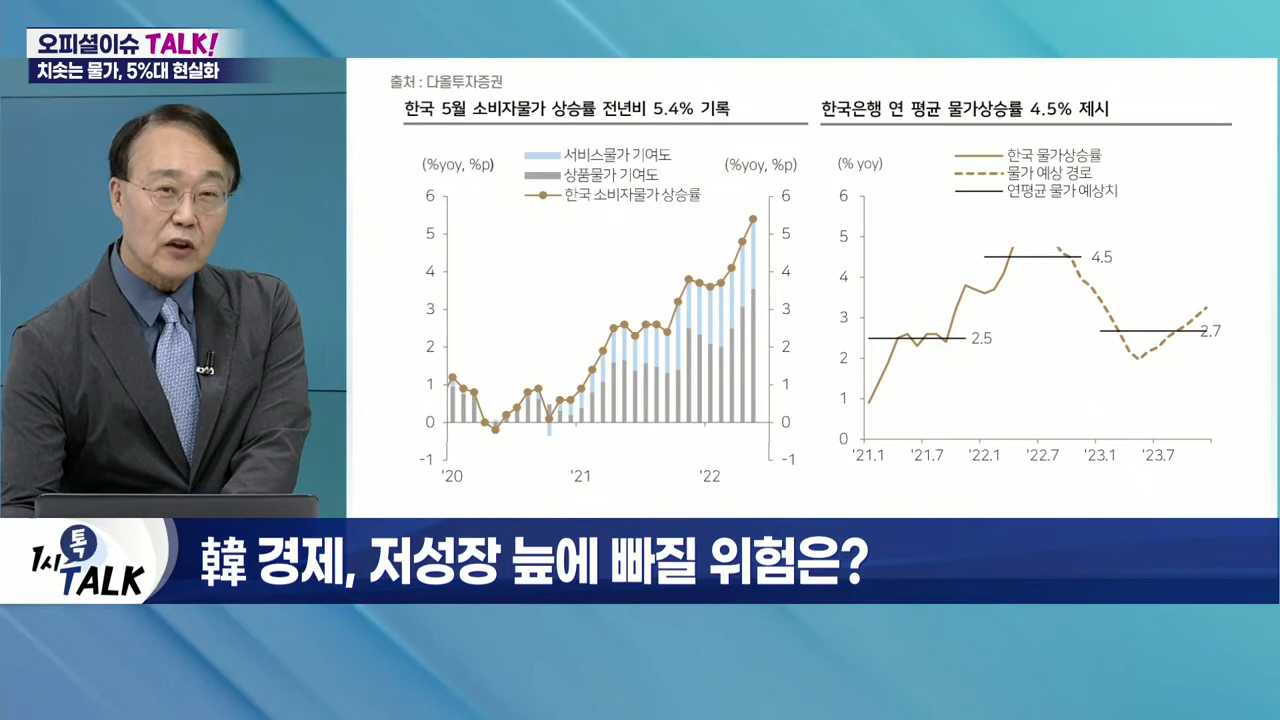 오피셜이슈 TALK!
치솟는 물가, 5%대 현실화
출처 : 다올투자증권
한국 5월 소비자물가 상승률 전년비 5.4% 기록
(%yoy, %p)
서비스물가 기여도
상품물가 기여도
한국 소비자물가 상승률
(%yoy, %p)
6
5
4
3
2
1
0
-1
6
5
4
3
2
1
0
-1
'20
'21
'22
한국은행 연 평균 물가상승률 4.5% 제시
(% yoy)
한국 물가상승률
물가 예상 경로
연평균 물가 예상치
6
5
4
3
2
1
0
4.5
2.5
2.7
'21.1
'21.7
'22.1
'22.7
'23.1
'23.7
1시톡
TALK
韓 경제, 저성장 늪에 빠질 위험은?